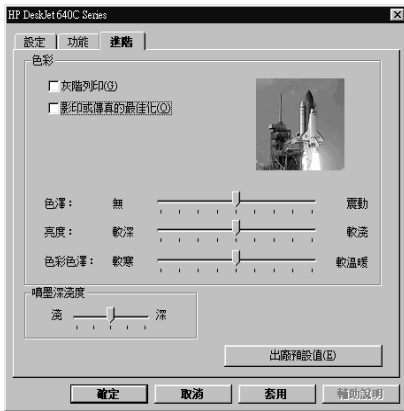 HP DeskJet 640C Series
設定 功能 進階
色彩
灰階列印(G)
影印或傳真的最佳化(O)
色澤： 無 震動
亮度： 較深 較淺
色彩色澤： 較寒 較溫暖
噴墨深淺度
淺 深
出廠預設值(E)
確定 取消 套用 輔助說明